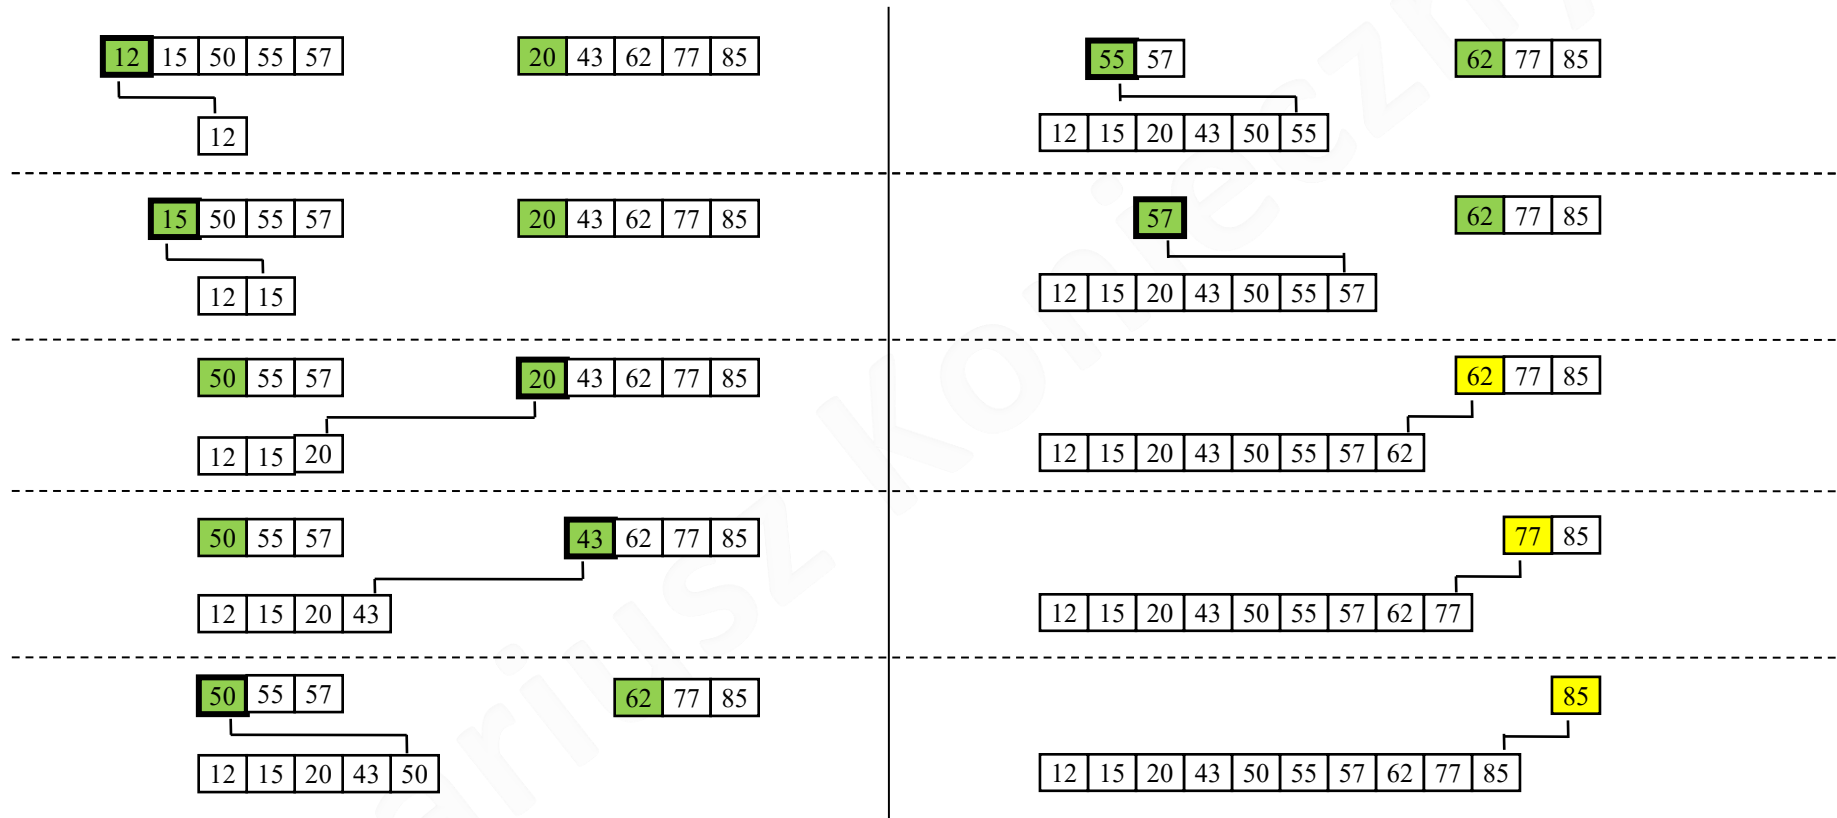 12 15 50 55 57 20 43 62 77 85
12
15 50 55 57 20 43 62 77 85
12 15
50 55 57 20 43 62 77 85
12 15 20
50 55 57 43 62 77 85
12 15 20 43
50 55 57 62 77 85
12 15 20 43 50
55 57 62 77 85
12 15 20 43 50 55
57 62 77 85
12 15 20 43 50 55 57
62 77 85
12 15 20 43 50 55 57 62
77 85
12 15 20 43 50 55 57 62 77
85
12 15 20 43 50 55 57 62 77 85